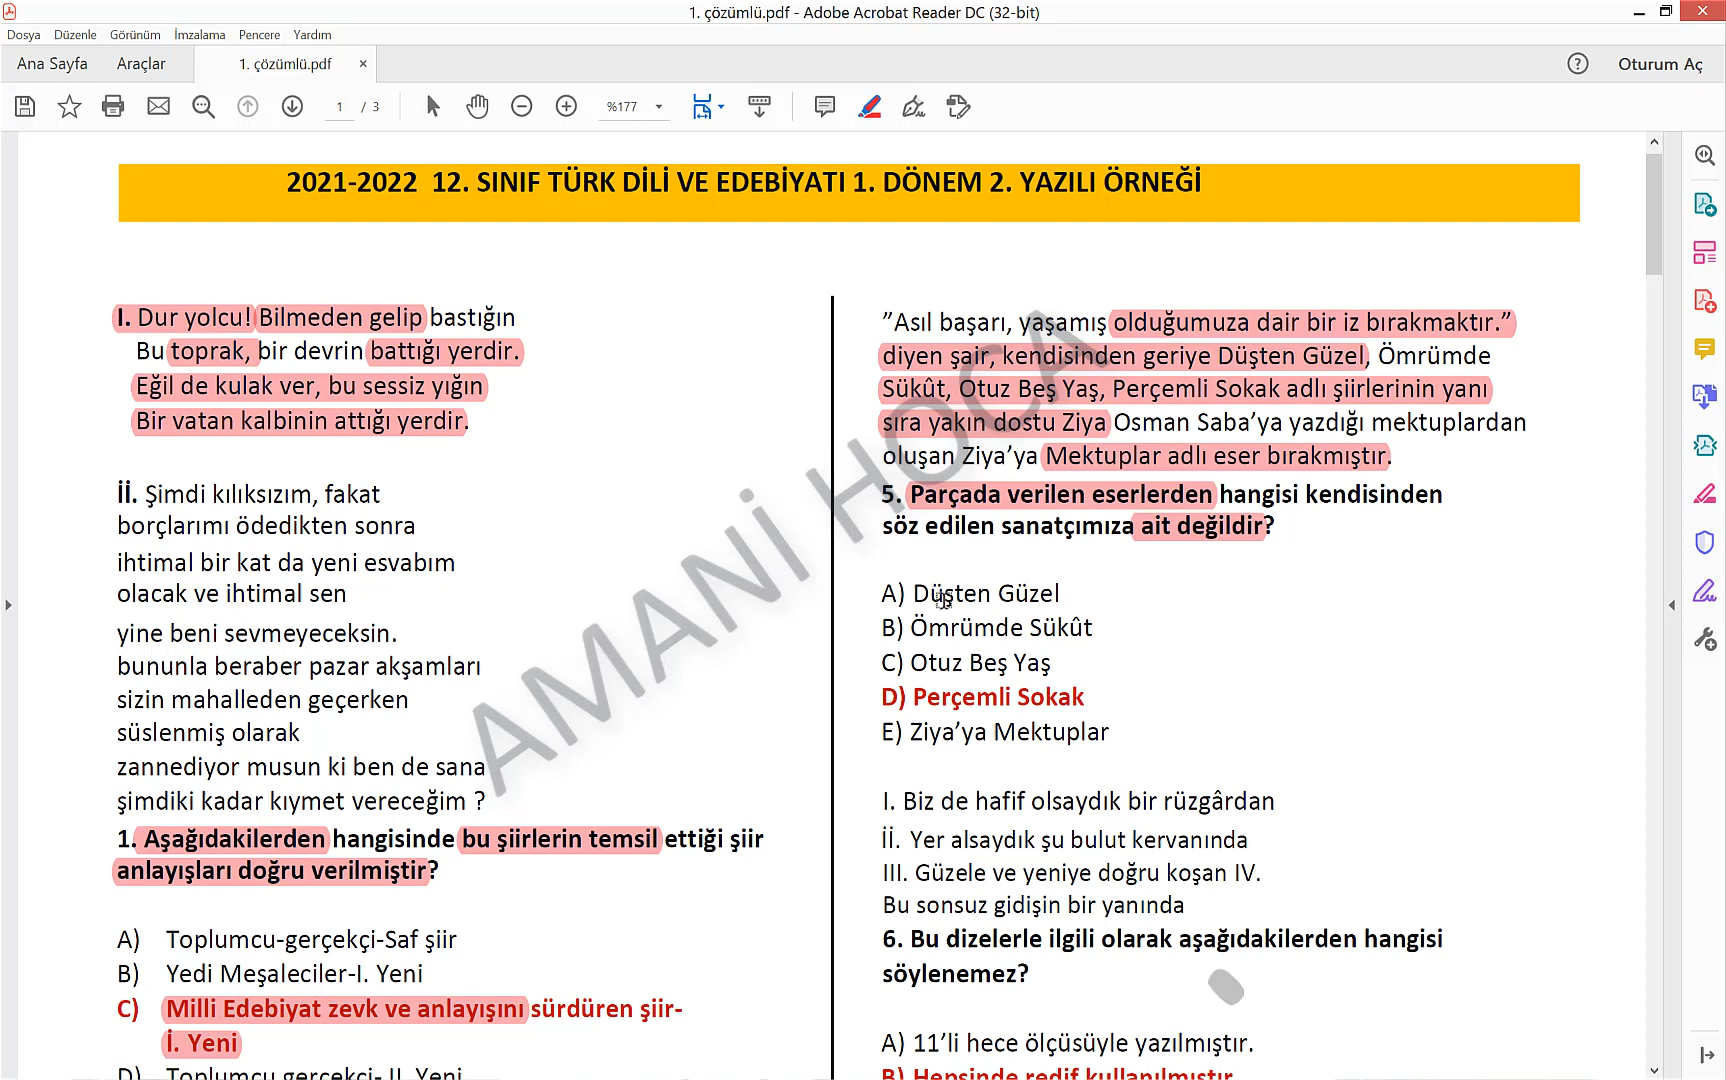 1. çözümlü.pdf - Adobe Acrobat Reader DC (32-bit)
Dosya Düzenle Görünüm İmzalama Pencere Yardım
Ana Sayfa Araçlar 1. çözümlü.pdf × Oturum Aç
1 / 3 %177
2021-2022 12. SINIF TÜRK DİLİ VE EDEBİYATI 1. DÖNEM 2. YAZILI ÖRNEĞİ
I. Dur yolcu! Bilmeden gelip bastığın
Bu toprak, bir devrin battığı yerdir.
Eğil de kulak ver, bu sessiz yığın
Bir vatan kalbinin attığı yerdir.
İİ. Şimdi kılıksızım, fakat
borçlarımı ödedikten sonra
ihtimal bir kat da yeni esvabım
olacak ve ihtimal sen
yine beni sevmeyeceksin.
bununla beraber pazar akşamları
sizin mahalleden geçerken
süslenmiş olarak
zannediyor musun ki ben de sana
şimdiki kadar kıymet vereceğim ?
1. Aşağıdakilerden hangisinde bu şiirlerin temsil ettiği şiir
anlayışları doğru verilmiştir?
A) Toplumcu-gerçekçi-Saf şiir
B) Yedi Meşaleciler-I. Yeni
C) Milli Edebiyat zevk ve anlayışını sürdüren şiir-
İ. Yeni
D) Toplumcu gerçekçi- II. Yeni
”Asıl başarı, yaşamış olduğumuza dair bir iz bırakmaktır.”
diyen şair, kendisinden geriye Düşten Güzel, Ömrümde
Sükût, Otuz Beş Yaş, Perçemli Sokak adlı şiirlerinin yanı
sıra yakın dostu Ziya Osman Saba’ya yazdığı mektuplardan
oluşan Ziya’ya Mektuplar adlı eser bırakmıştır.
5. Parçada verilen eserlerden hangisi kendisinden
söz edilen sanatçımıza ait değildir?
A) Düşten Güzel
B) Ömrümde Sükût
C) Otuz Beş Yaş
D) Perçemli Sokak
E) Ziya’ya Mektuplar
I. Biz de hafif olsaydık bir rüzgârdan
İİ. Yer alsaydık şu bulut kervanında
III. Güzele ve yeniye doğru koşan IV.
Bu sonsuz gidişin bir yanında
6. Bu dizelerle ilgili olarak aşağıdakilerden hangisi
söylenemez?
A) 11’li hece ölçüsüyle yazılmıştır.
B) Hepsinde redif kullanılmıştır
AMANİ HOCA